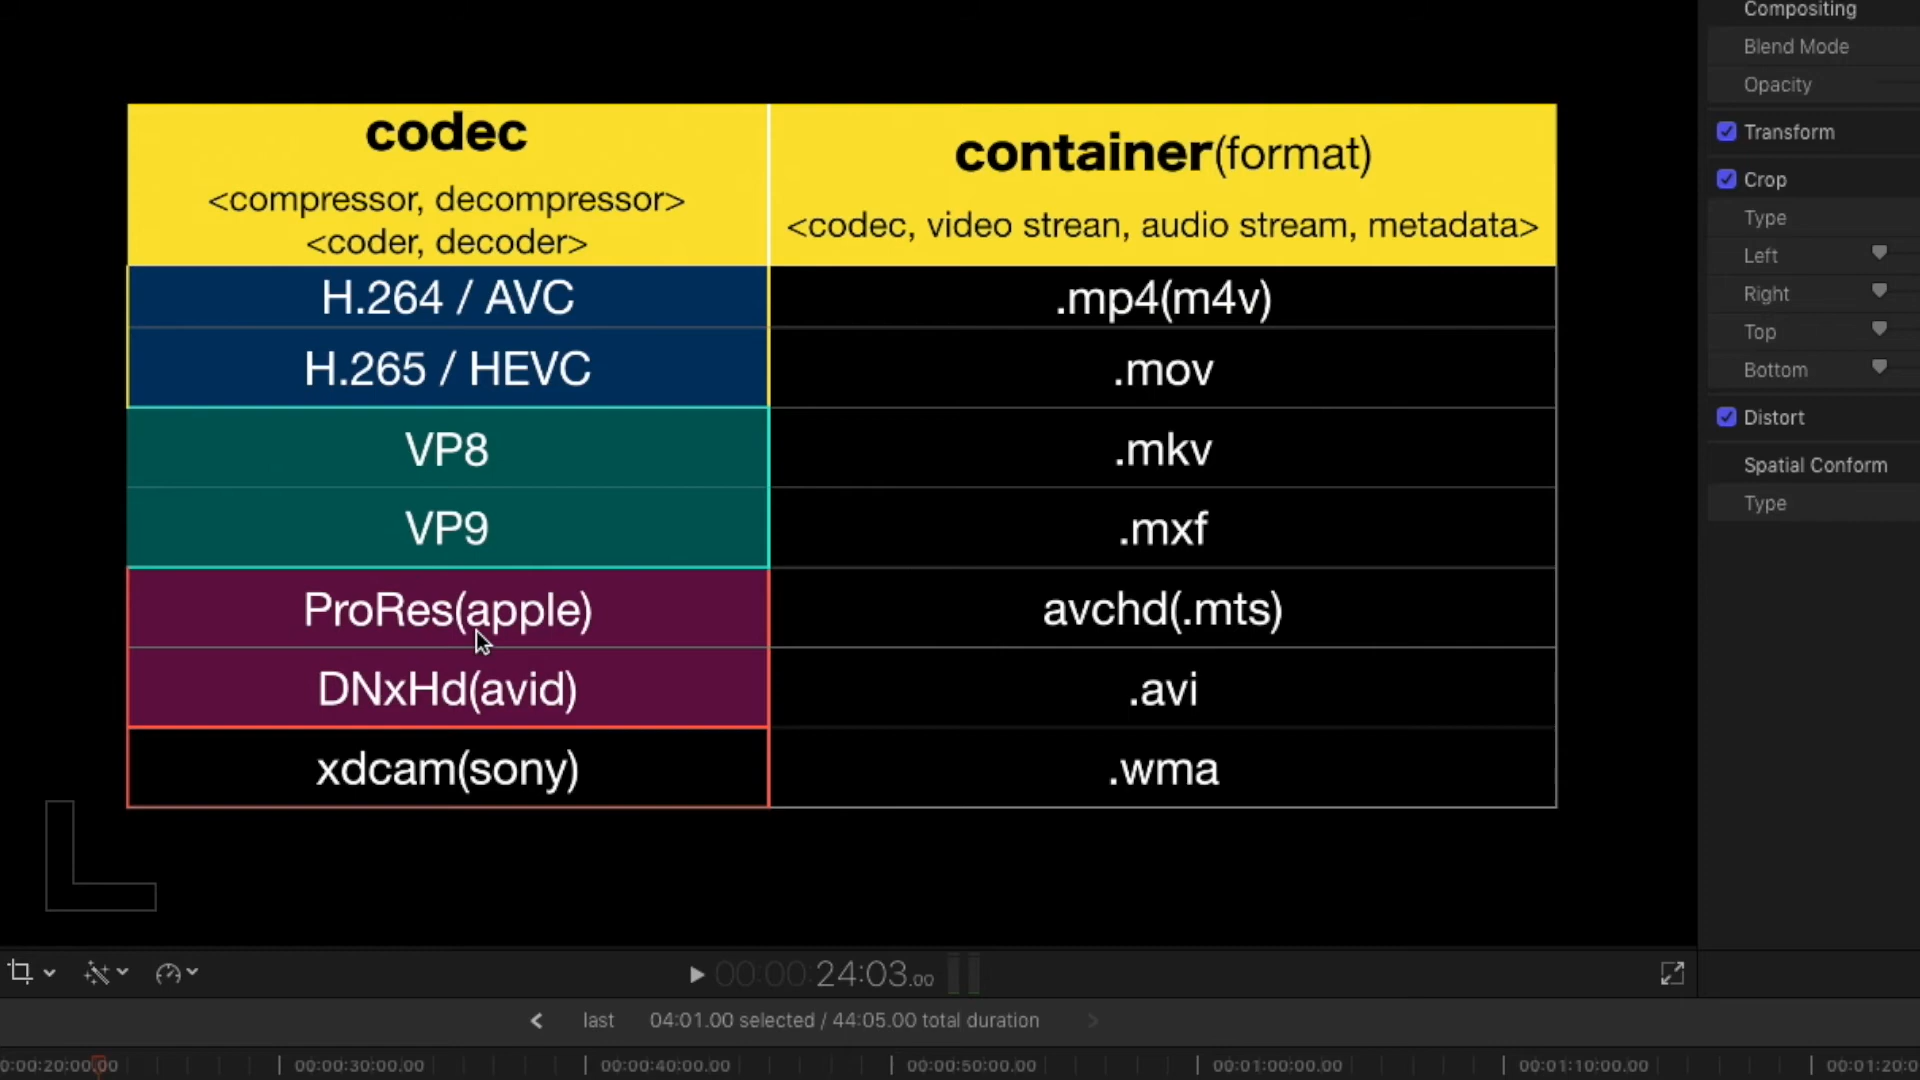 Compositing
Blend Mode
Opacity
Transform
Crop
Type
Left
Right
Top
Bottom
Distort
Spatial Conform
Type
codec
<compressor, decompressor>
<coder, decoder>
container(format)
<codec, video strean, audio stream, metadata>
H.264 / AVC
.mp4(m4v)
H.265 / HEVC
.mov
VP8
.mkv
VP9
.mxf
ProRes(apple)
avchd(.mts)
DNxHd(avid)
.avi
xdcam(sony)
.wma
00:00:24:03.00
last
04:01.00 selected / 44:05.00 total duration
0:00:20:00.00
00:00:30:00.00
00:00:40:00.00
00:00:50:00.00
00:01:00:00.00
00:01:10:00.00
00:01:20:0